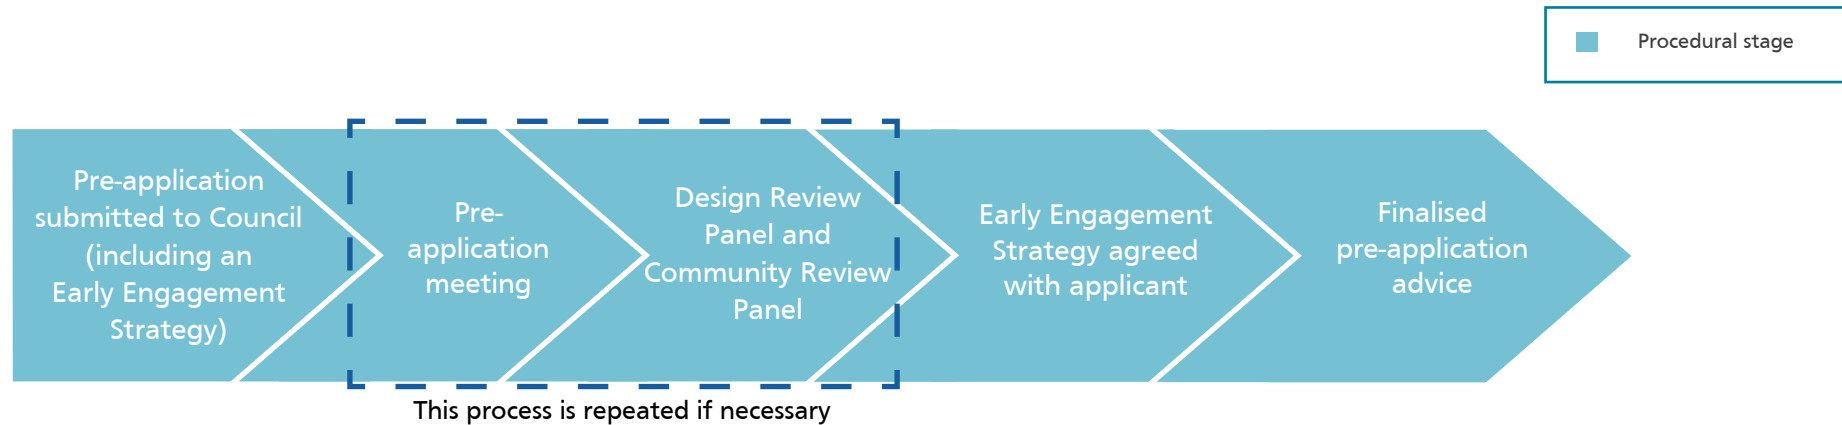 Procedural stage
Pre-application
submitted to Council
(including an
Early Engagement
Strategy)
Pre-
application
meeting
Design Review
Panel and
Community Review
Panel
Early Engagement
Strategy agreed
with applicant
Finalised
pre-application
advice
This process is repeated if necessary